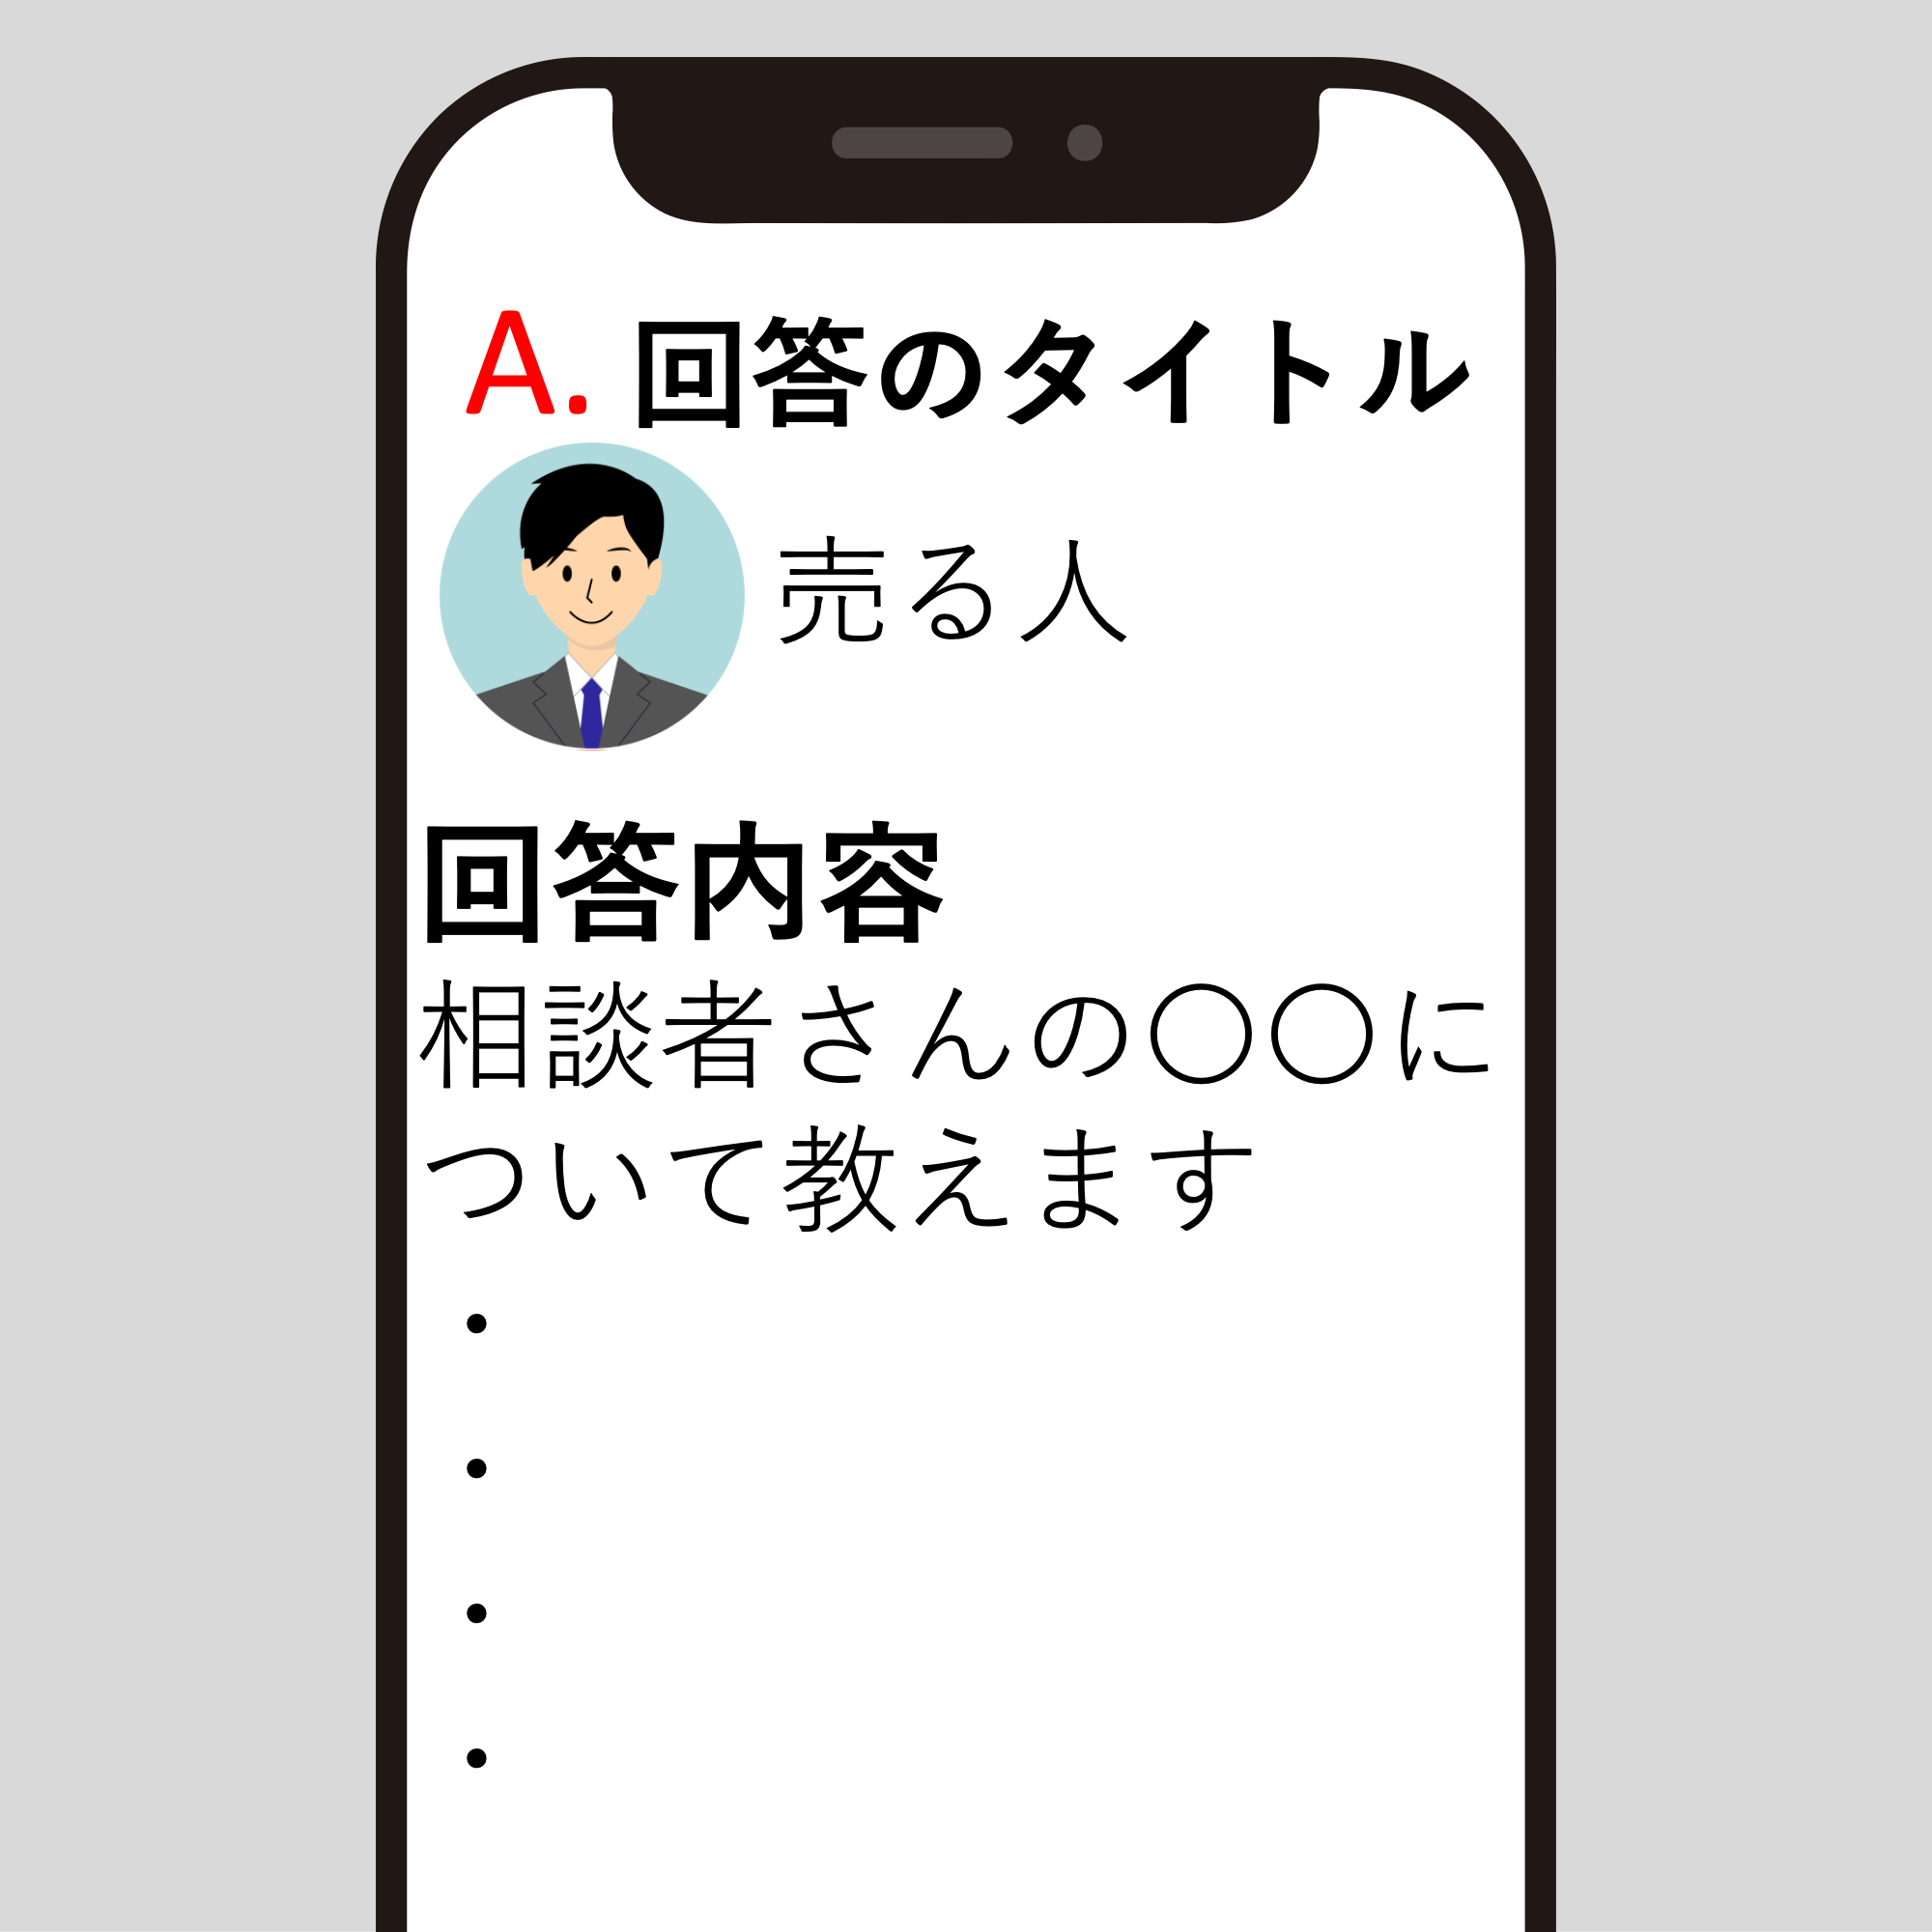 A. 回答のタイトル
売る人
回答内容
相談者さんの〇〇に
ついて教えます
・
・
・
・